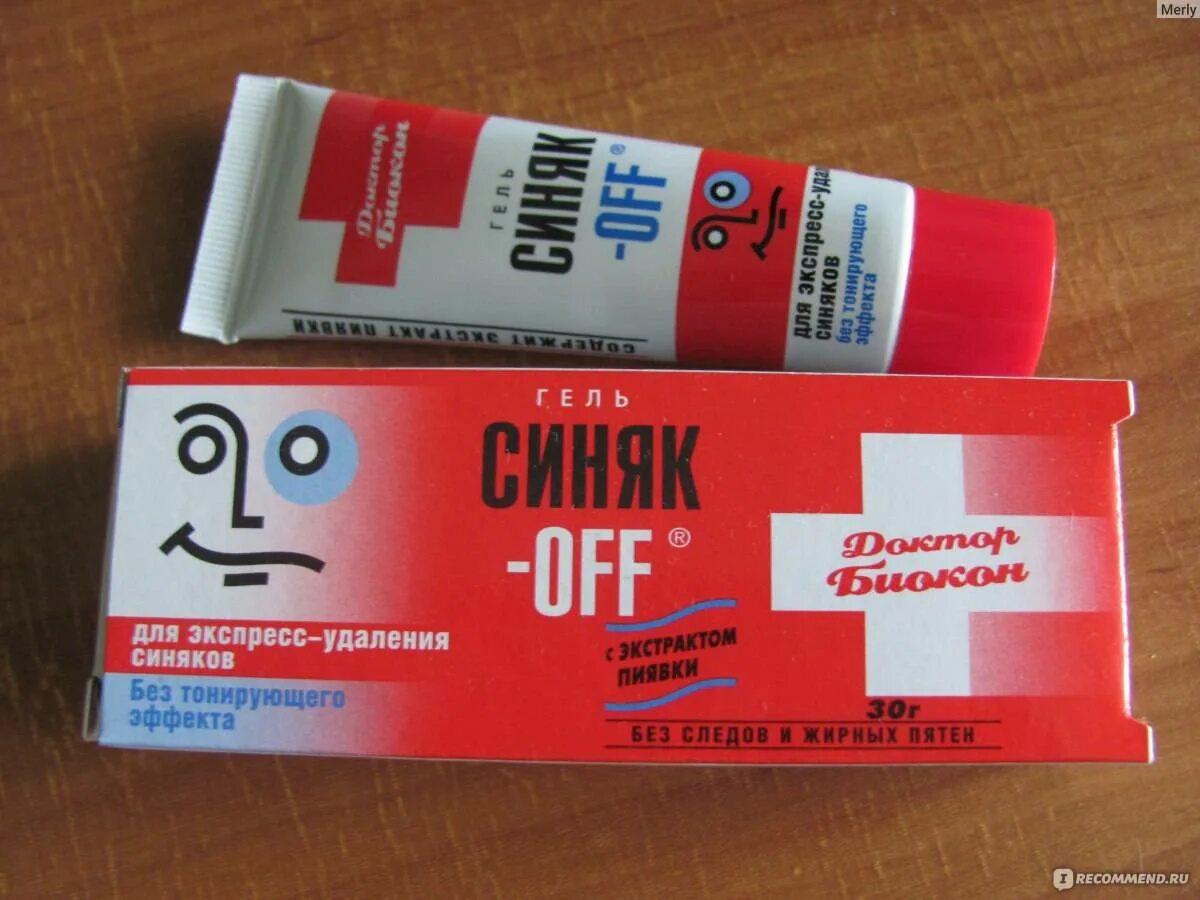 Merly
Доктор
Биокон
ГЕЛЬ
СИНЯК
-OFF®
для экспресс-уда
синяков
без тонирующего
эффекта
СОДЕРЖИТ ЭКСТРАКТ ПИЯВКИ
ГЕЛЬ
СИНЯК
-OFF®
Доктор
Биокон
с ЭКСТРАКТОМ
ПИЯВКИ
для экспресс-удаления
синяков
Без тонирующего
эффекта
30г
БЕЗ СЛЕДОВ И ЖИРНЫХ ПЯТЕН
IRECOMMEND.RU